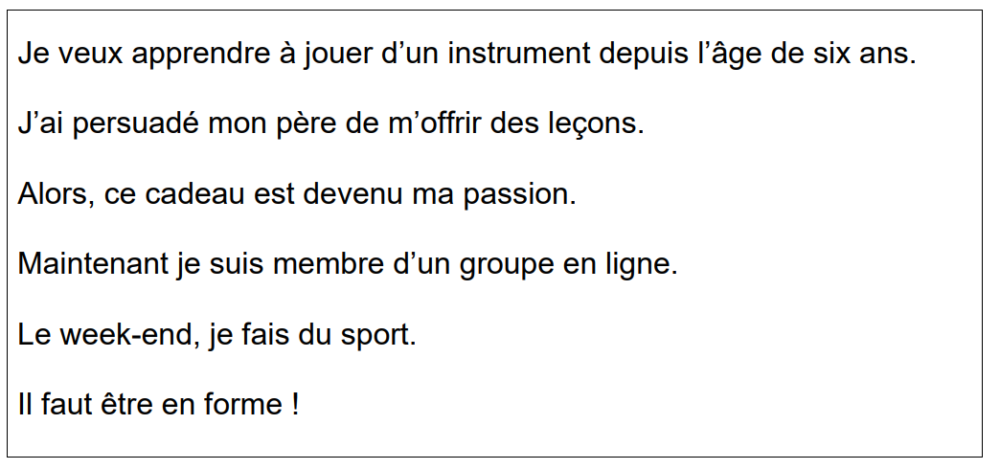 Je veux apprendre à jouer d’un instrument depuis l’âge de six ans.
J’ai persuadé mon père de m’offrir des leçons.
Alors, ce cadeau est devenu ma passion.
Maintenant je suis membre d’un groupe en ligne.
Le week-end, je fais du sport.
Il faut être en forme !